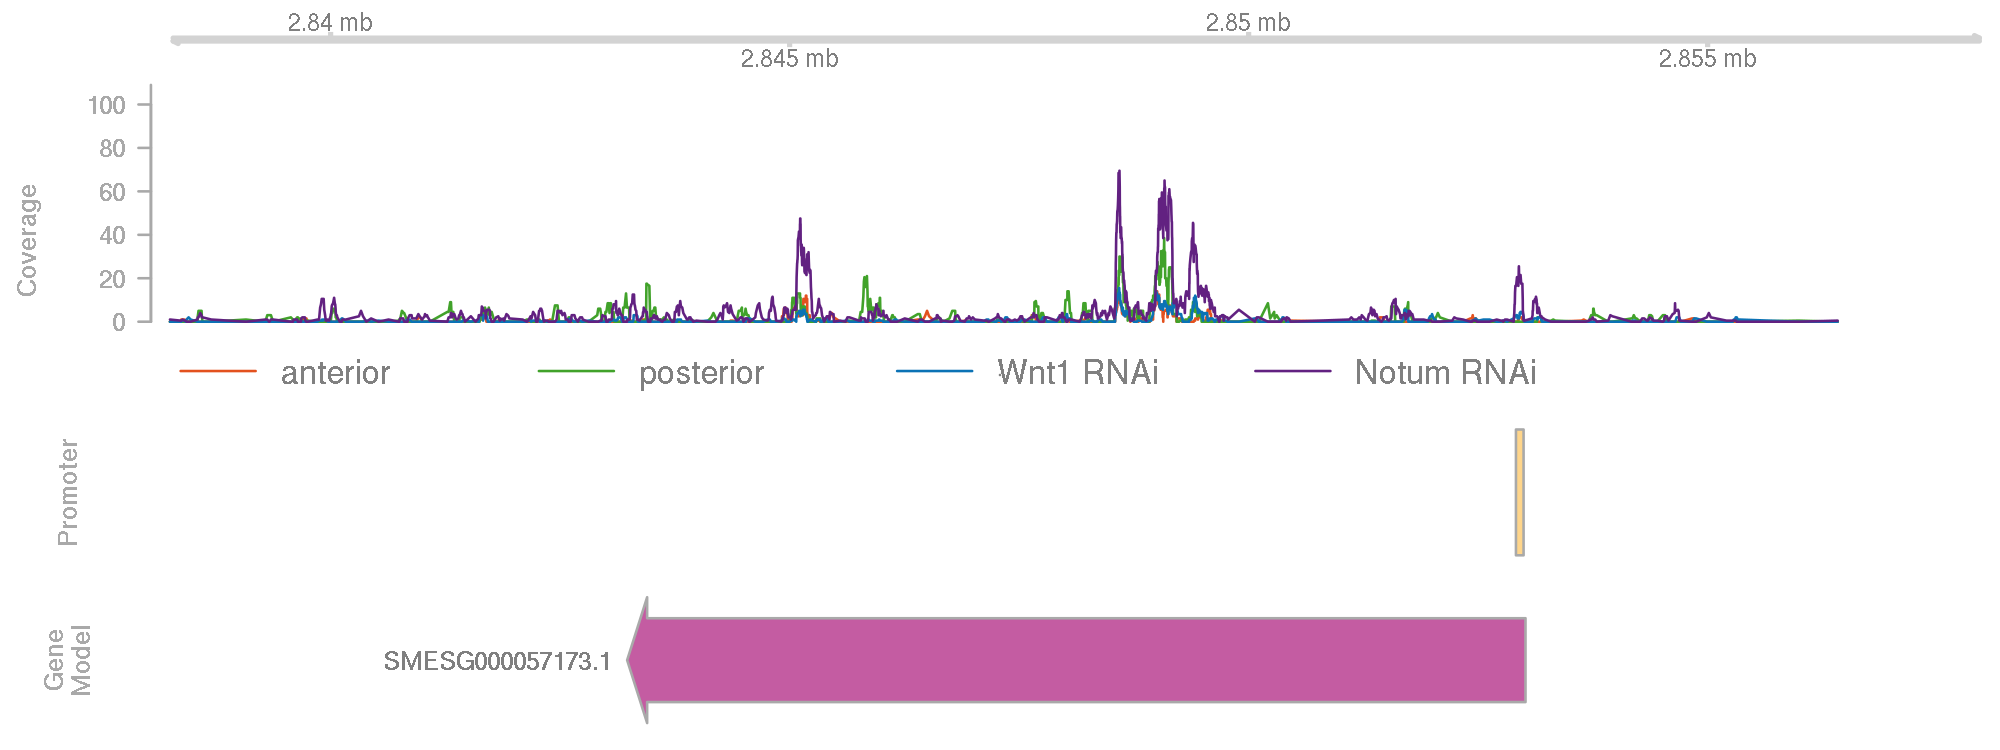 2.84 mb
2.85 mb
2.845 mb
2.855 mb
Coverage
100
80
60
40
20
0
anterior
posterior
Wnt1 RNAi
Notum RNAi
Promoter
Gene
Model
SMESG000057173.1